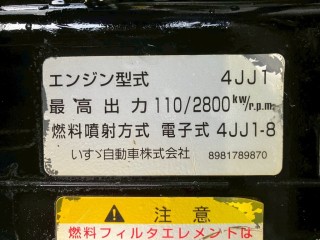 エンジン型式 4JJ1
最高出力 110/2800 kw/r.p.m.
燃料噴射方式 電子式 4JJ1-8
いすゞ自動車株式会社 8981789870
注意
燃料フィルタエレメントは